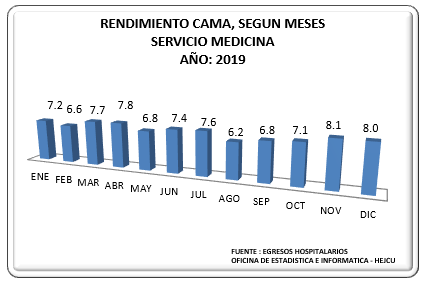 RENDIMIENTO CAMA, SEGUN MESES
SERVICIO MEDICINA
AÑO: 2019
7.2 6.6 7.7 7.8 6.8 7.4 7.6 6.2 6.8 7.1 8.1 8.0
ENE FEB MAR ABR MAY JUN JUL AGO SEP OCT NOV DIC
FUENTE : EGRESOS HOSPITALARIOS
OFICINA DE ESTADISTICA E INFORMATICA - HEJCU